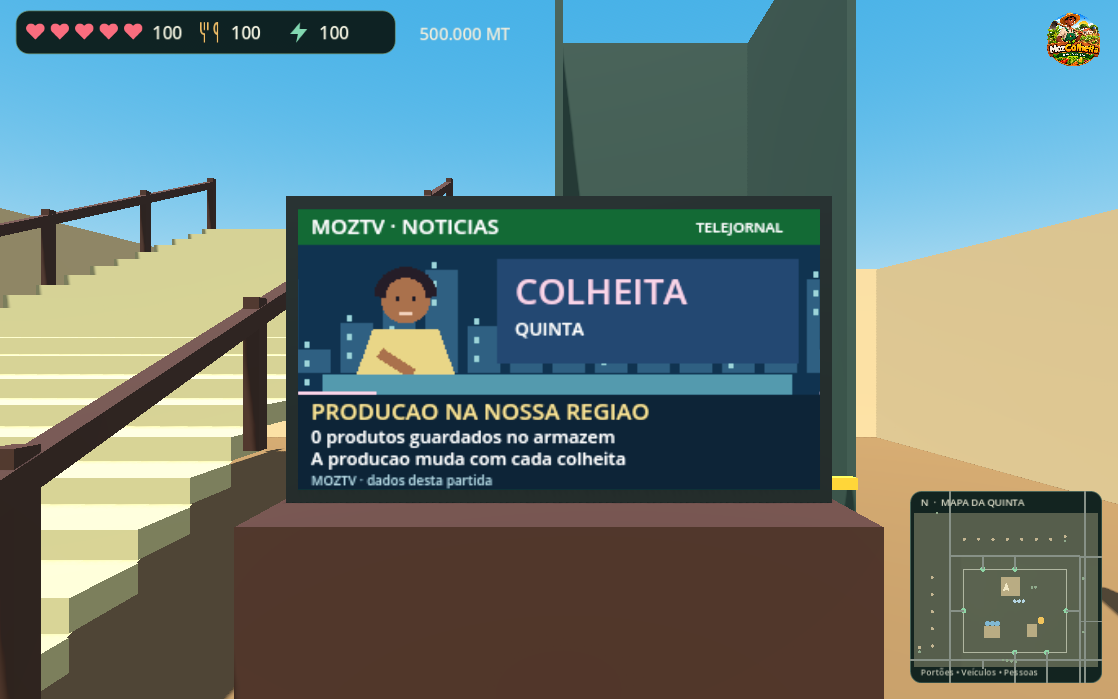 100 100 100 500.000 MT
MozColheita
MOZTV · NOTICIAS TELEJORNAL
COLHEITA
QUINTA
PRODUCAO NA NOSSA REGIAO
0 produtos guardados no armazem
A producao muda com cada colheita
MOZTV · dados desta partida
N · MAPA DA QUINTA
A
Portões • Veículos • Pessoas